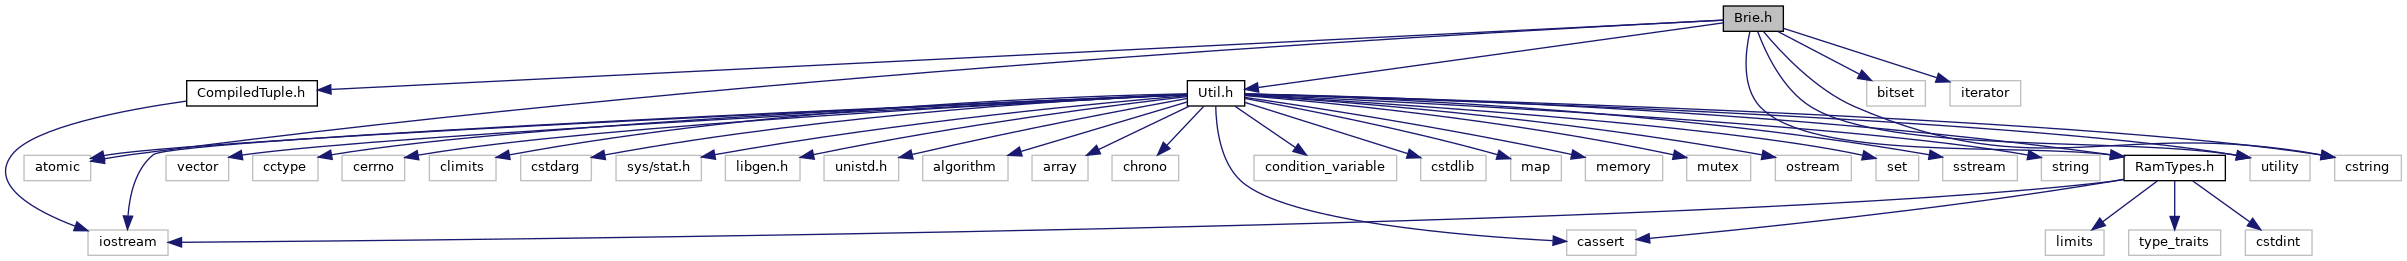 Brie.h
CompiledTuple.h
Util.h
bitset
iterator
atomic
vector
cctype
cerrno
climits
cstdarg
sys/stat.h
libgen.h
unistd.h
algorithm
array
chrono
condition_variable
cstdlib
map
memory
mutex
ostream
set
sstream
string
RamTypes.h
utility
cstring
iostream
cassert
limits
type_traits
cstdint